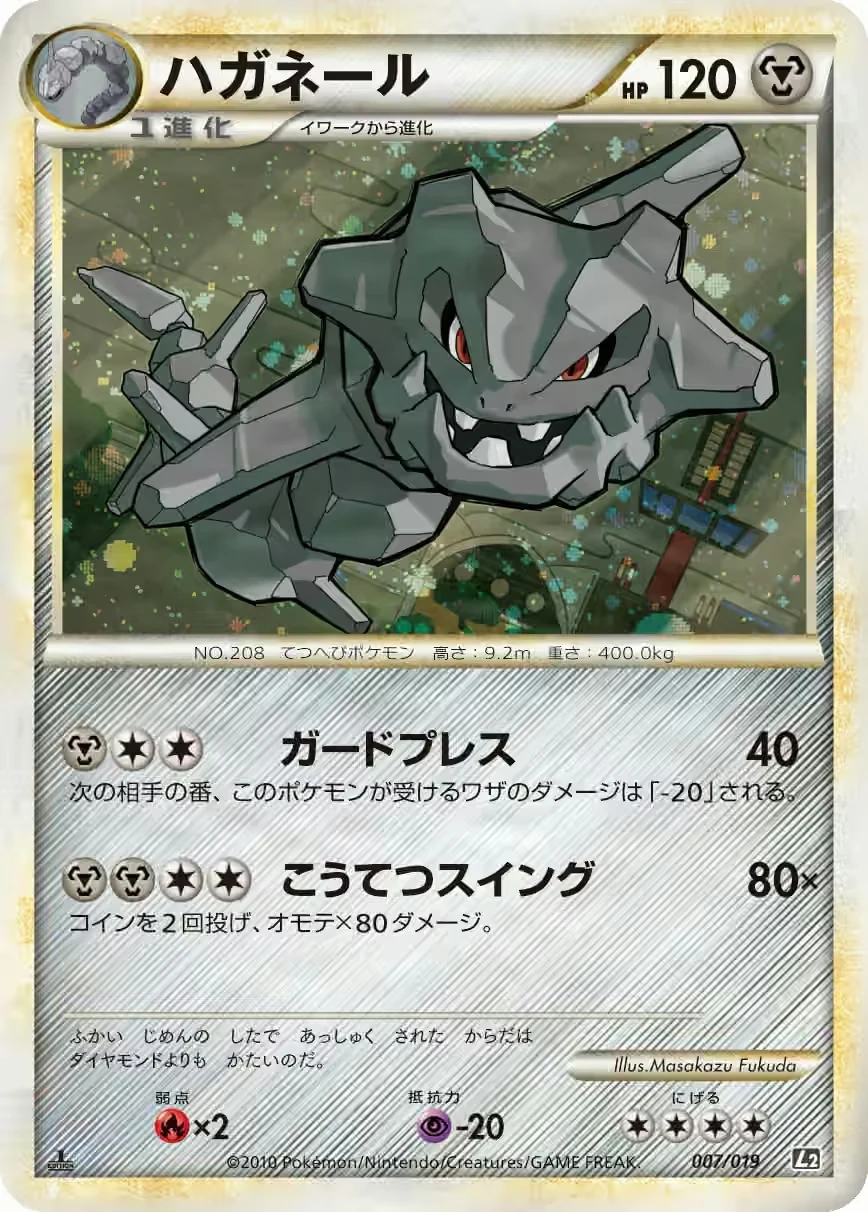 ハガネール
HP 120
1進化
イワークから進化
NO.208 てつへびポケモン 高さ：9.2m 重さ：400.0kg
ガードプレス 40
次の相手の番、このポケモンが受けるワザのダメージは「-20」される。
こうてつスイング 80×
コインを2回投げ、オモテ×80ダメージ。
ふかい じめんの したで あっしゅく された からだは
ダイヤモンドよりも かたいのだ。
Illus.Masakazu Fukuda
弱点 抵抗力 にげる
×2 -20
1 EDITION ©2010 Pokémon/Nintendo/Creatures/GAME FREAK. 007/019 L2